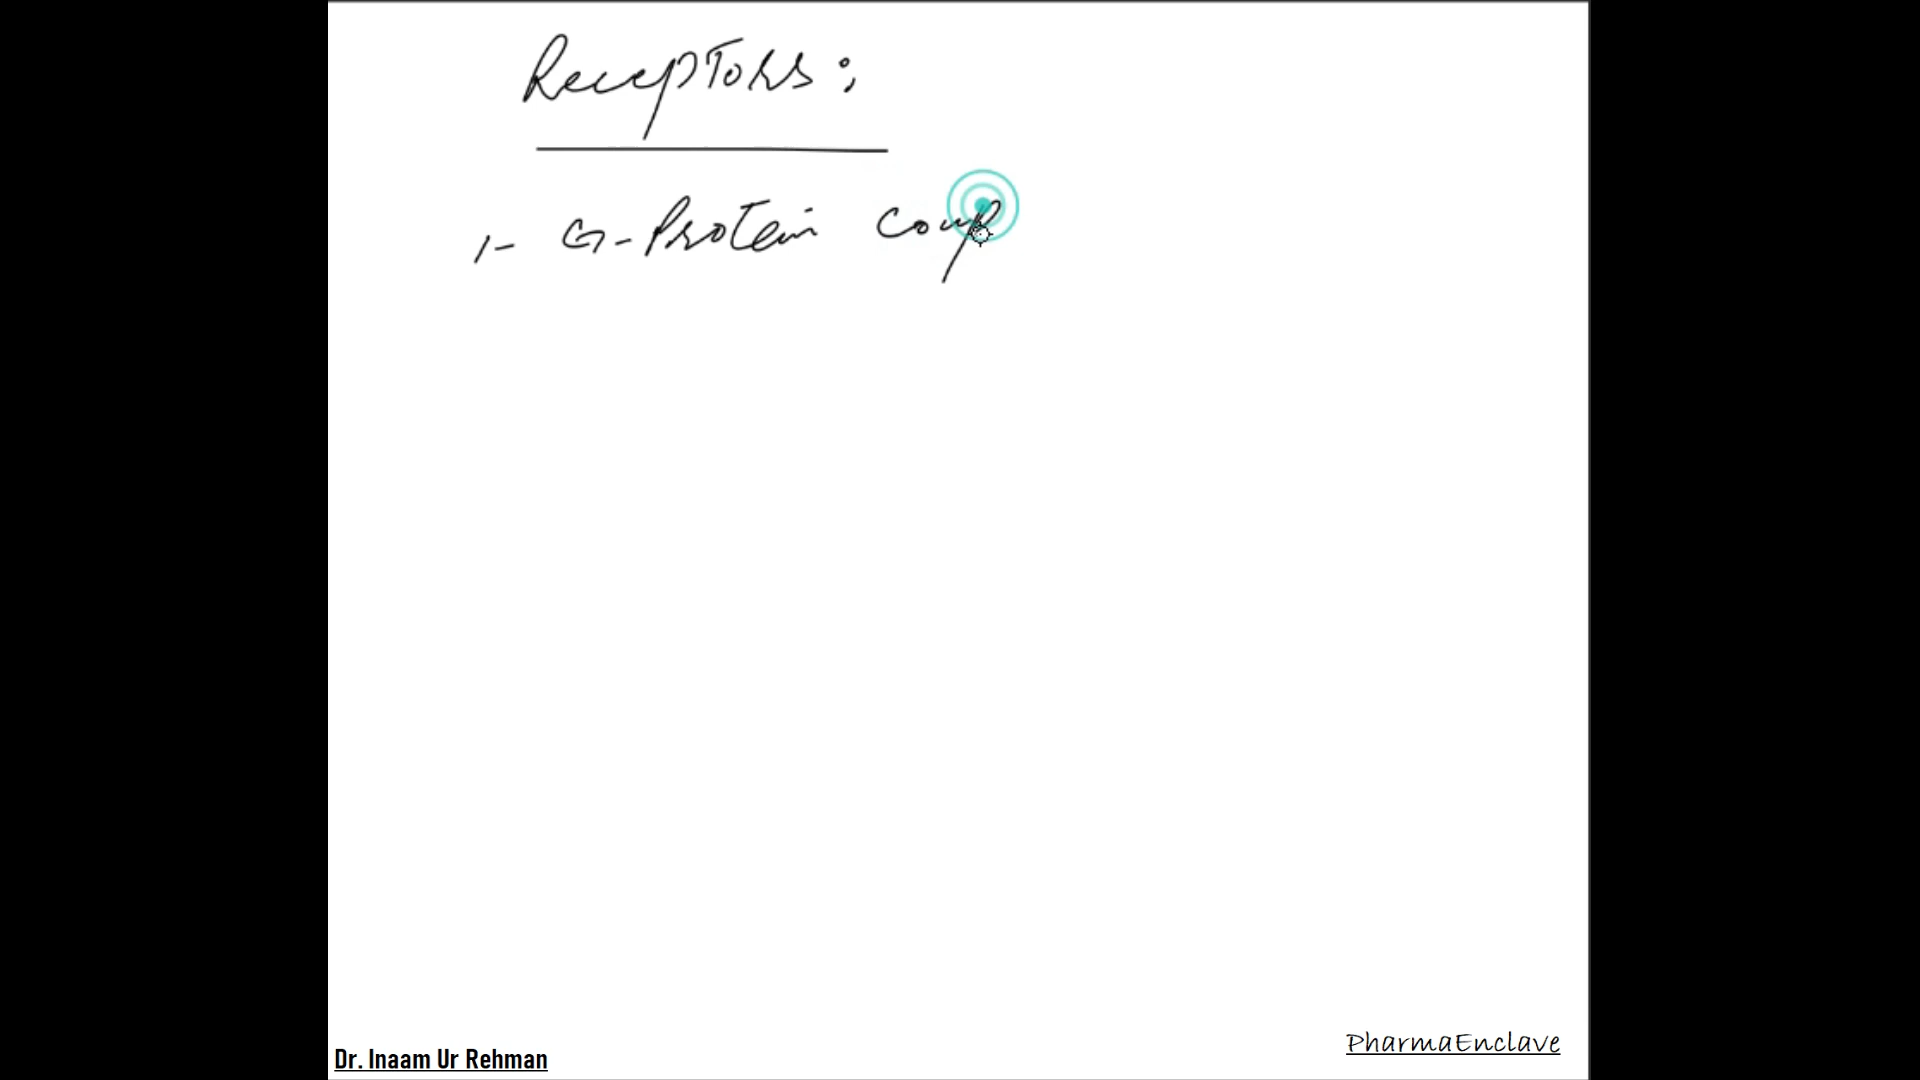 Receptors:
1- G-Protein coup
Dr. Inaam Ur Rehman
PharmaEnclave